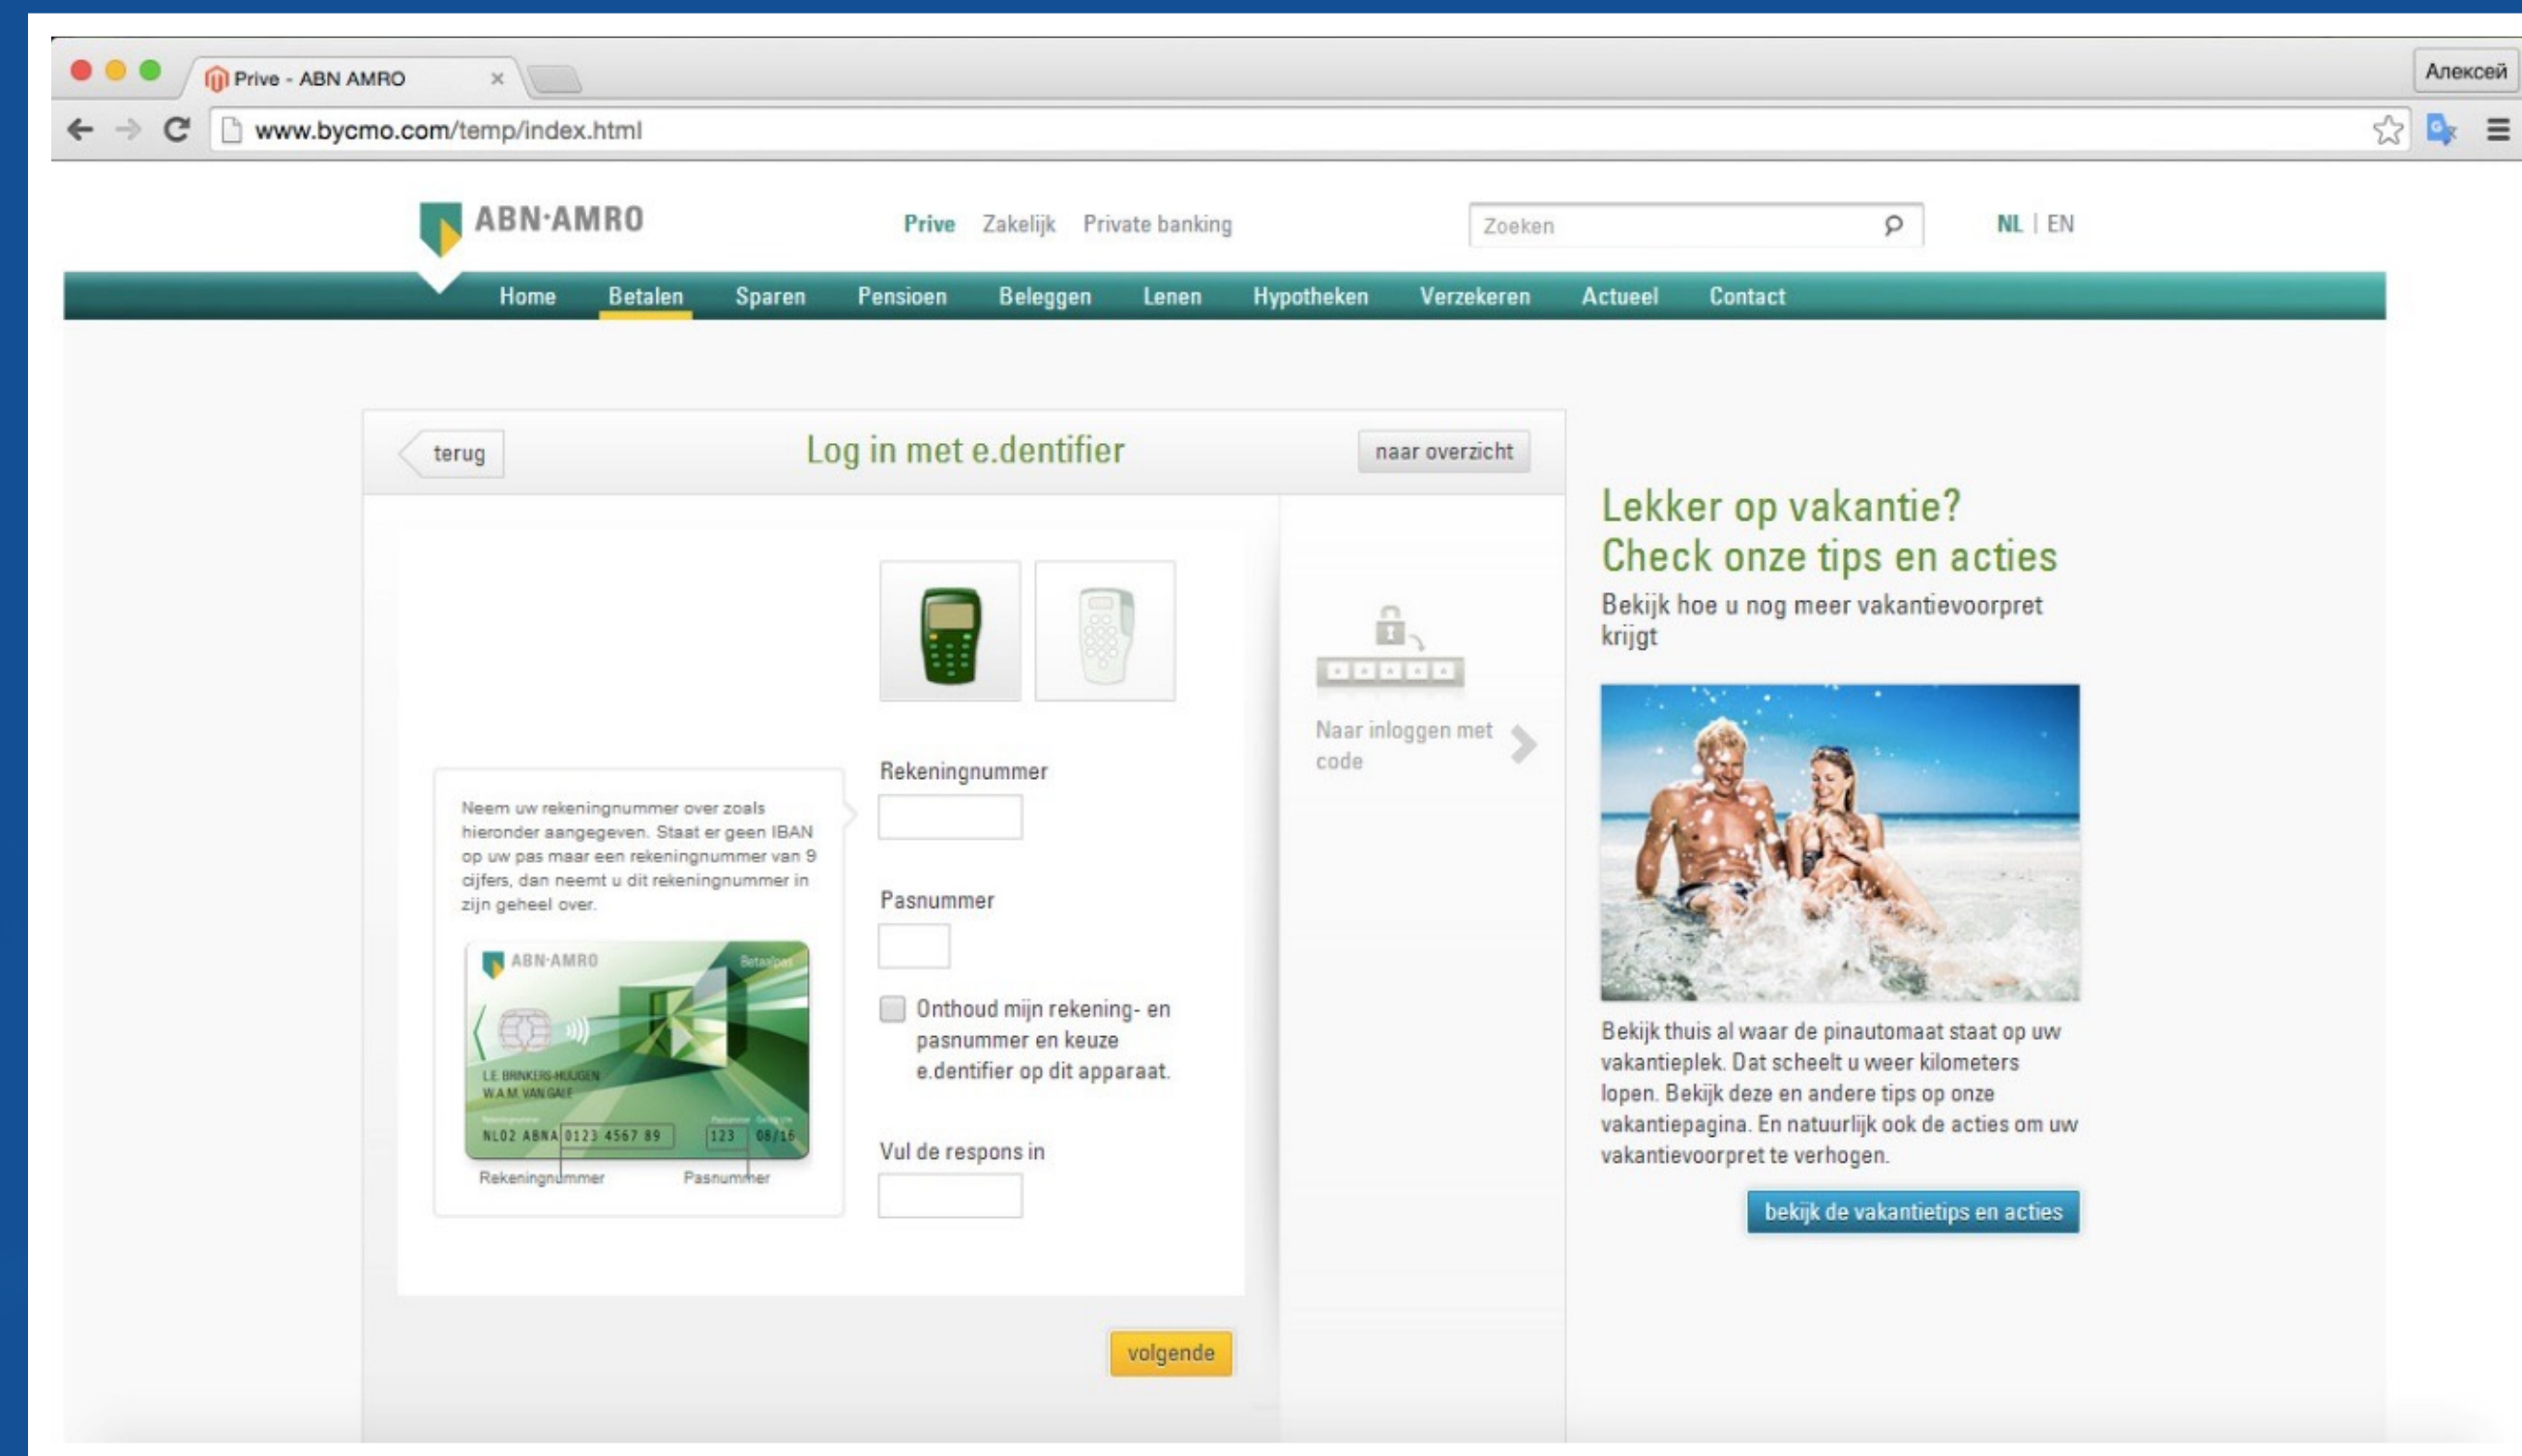 Prive - ABN AMRO
Алексей
www.bycmo.com/temp/index.html
ABN·AMRO
Prive Zakelijk Private banking
Zoeken
NL | EN
Home Betalen Sparen Pensioen Beleggen Lenen Hypotheken Verzekeren Actueel Contact
terug
Log in met e.dentifier
naar overzicht
Neem uw rekeningnummer over zoals
hieronder aangegeven. Staat er geen IBAN
op uw pas maar een rekeningnummer van 9
cijfers, dan neemt u dit rekeningnummer in
zijn geheel over.
ABN·AMRO
Betaalpas
L.E. BRINKERS-HUIJGEN
W.A.M. VAN GALE
NL02 ABNA 0123 4567 89 123 08/16
Rekeningnummer Pasnummer
Rekeningnummer
Pasnummer
Onthoud mijn rekening- en
pasnummer en keuze
e.dentifier op dit apparaat.
Vul de respons in
volgende
Naar inloggen met
code
Lekker op vakantie?
Check onze tips en acties
Bekijk hoe u nog meer vakantievoorpret
krijgt
Bekijk thuis al waar de pinautomaat staat op uw
vakantieplek. Dat scheelt u weer kilometers
lopen. Bekijk deze en andere tips op onze
vakantiepagina. En natuurlijk ook de acties om uw
vakantievoorpret te verhogen.
bekijk de vakantietips en acties